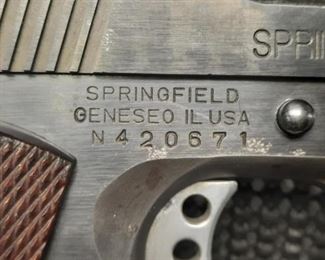 SPRI
SPRINGFIELD
GENESEO IL USA
N420671